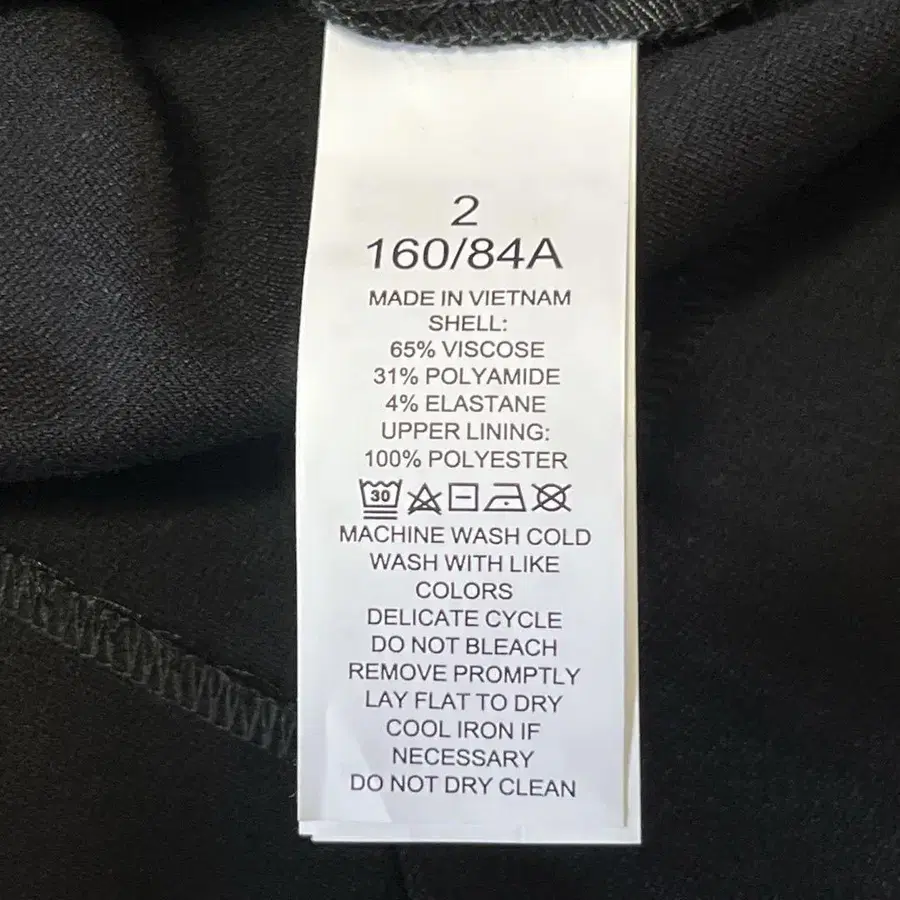 2
160/84A
MADE IN VIETNAM
SHELL:
65% VISCOSE
31% POLYAMIDE
4% ELASTANE
UPPER LINING:
100% POLYESTER
30
MACHINE WASH COLD
WASH WITH LIKE
COLORS
DELICATE CYCLE
DO NOT BLEACH
REMOVE PROMPTLY
LAY FLAT TO DRY
COOL IRON IF
NECESSARY
DO NOT DRY CLEAN